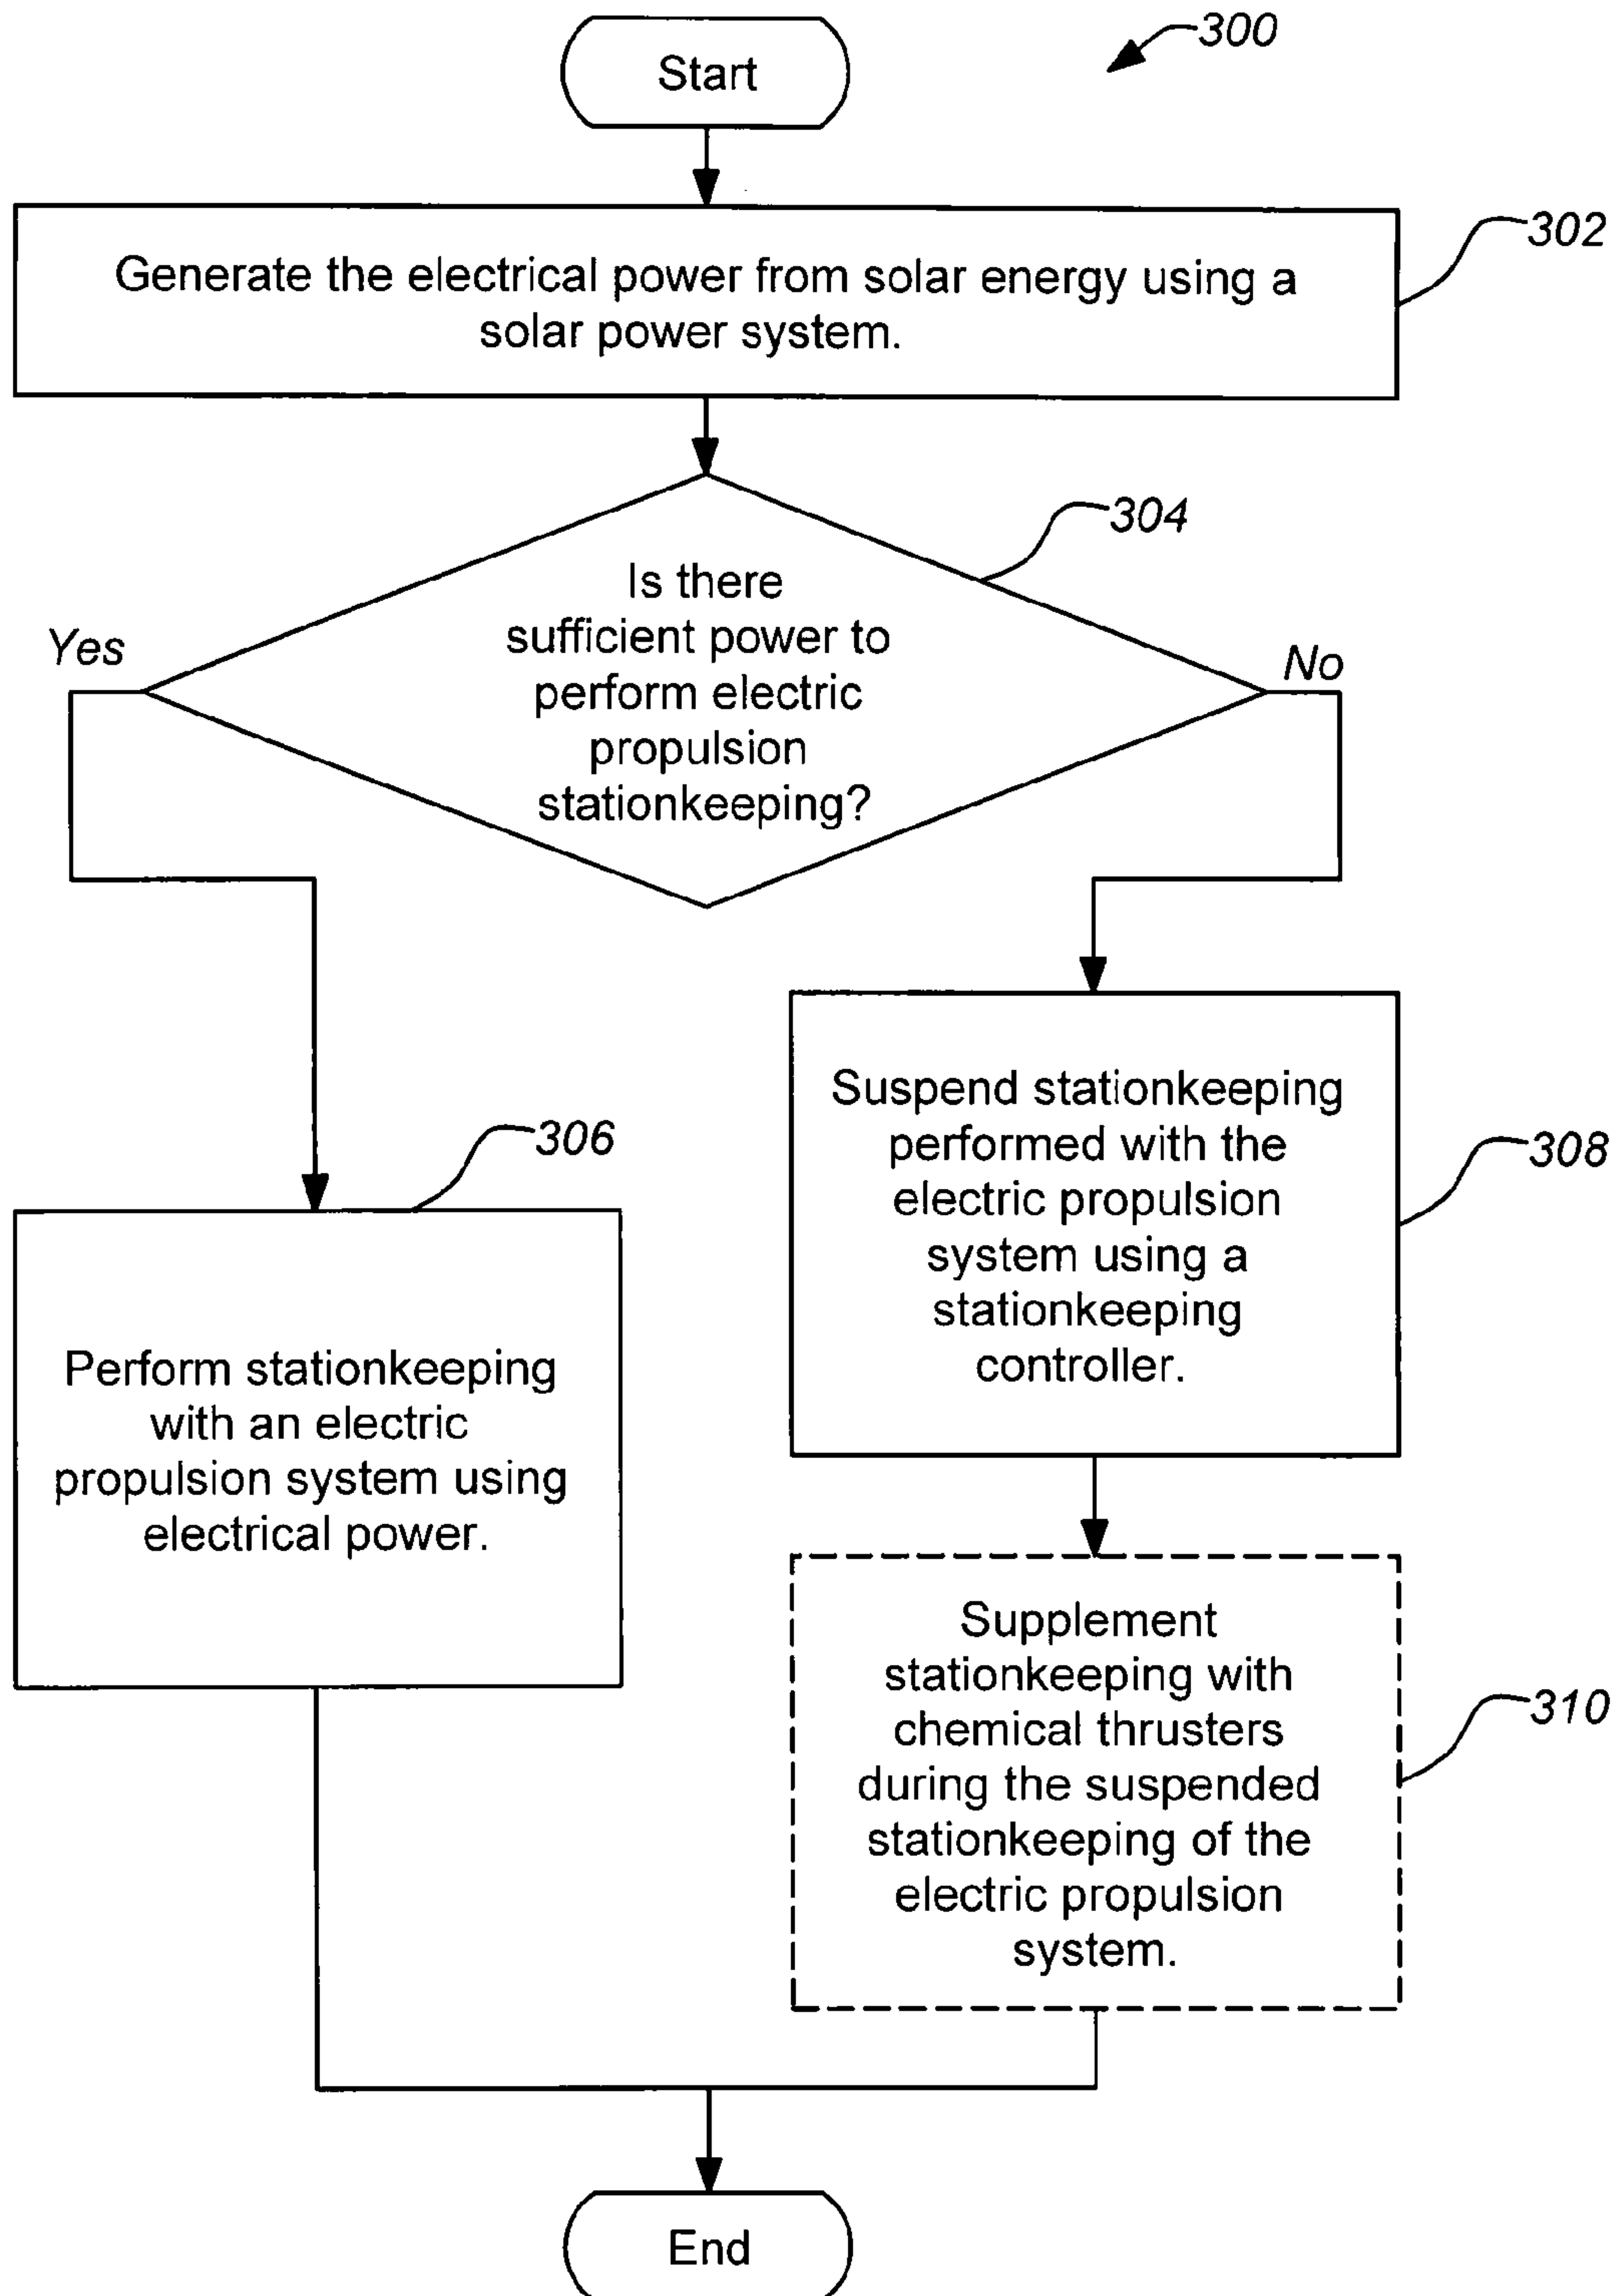 Start
300
Generate the electrical power from solar energy using a
solar power system.
302
Is there
sufficient power to
perform electric
propulsion
stationkeeping?
304
Yes
No
Suspend stationkeeping
performed with the
electric propulsion
system using a
stationkeeping
controller.
308
306
Perform stationkeeping
with an electric
propulsion system using
electrical power.
Supplement
stationkeeping with
chemical thrusters
during the suspended
stationkeeping of the
electric propulsion
system.
310
End